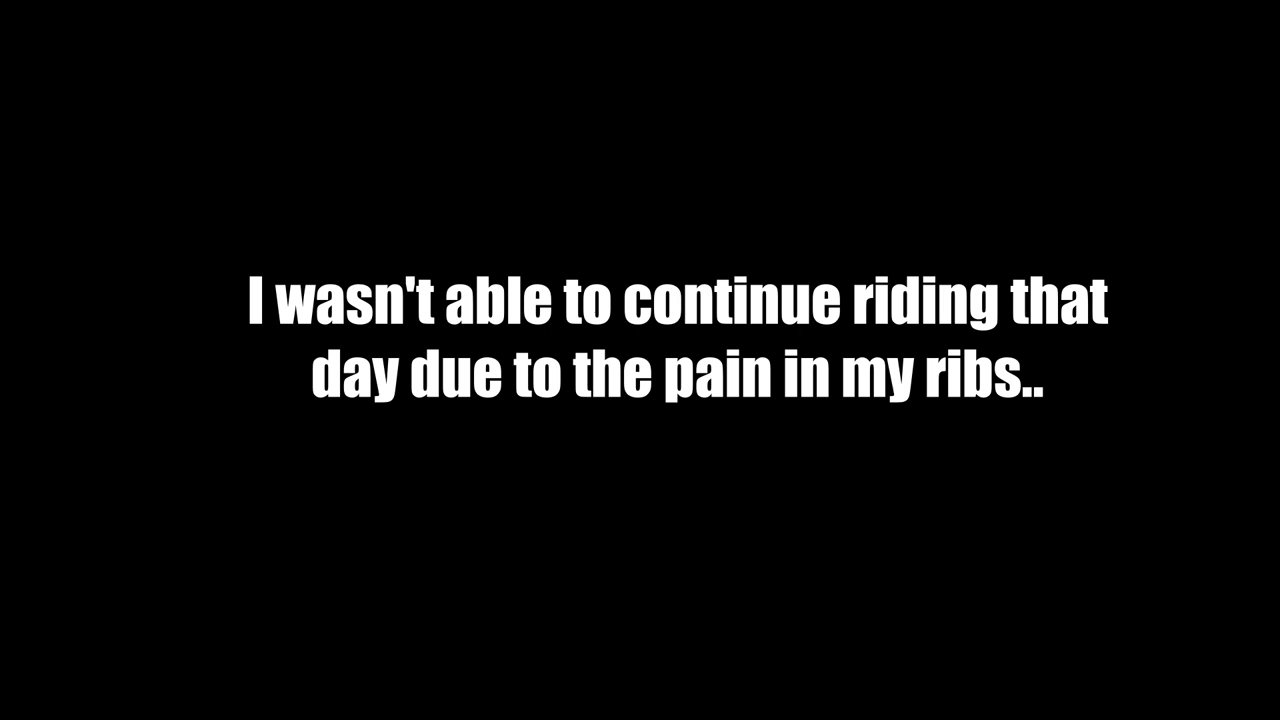 I wasn't able to continue riding that
day due to the pain in my ribs..